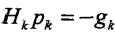 H_k p_k = -g_k